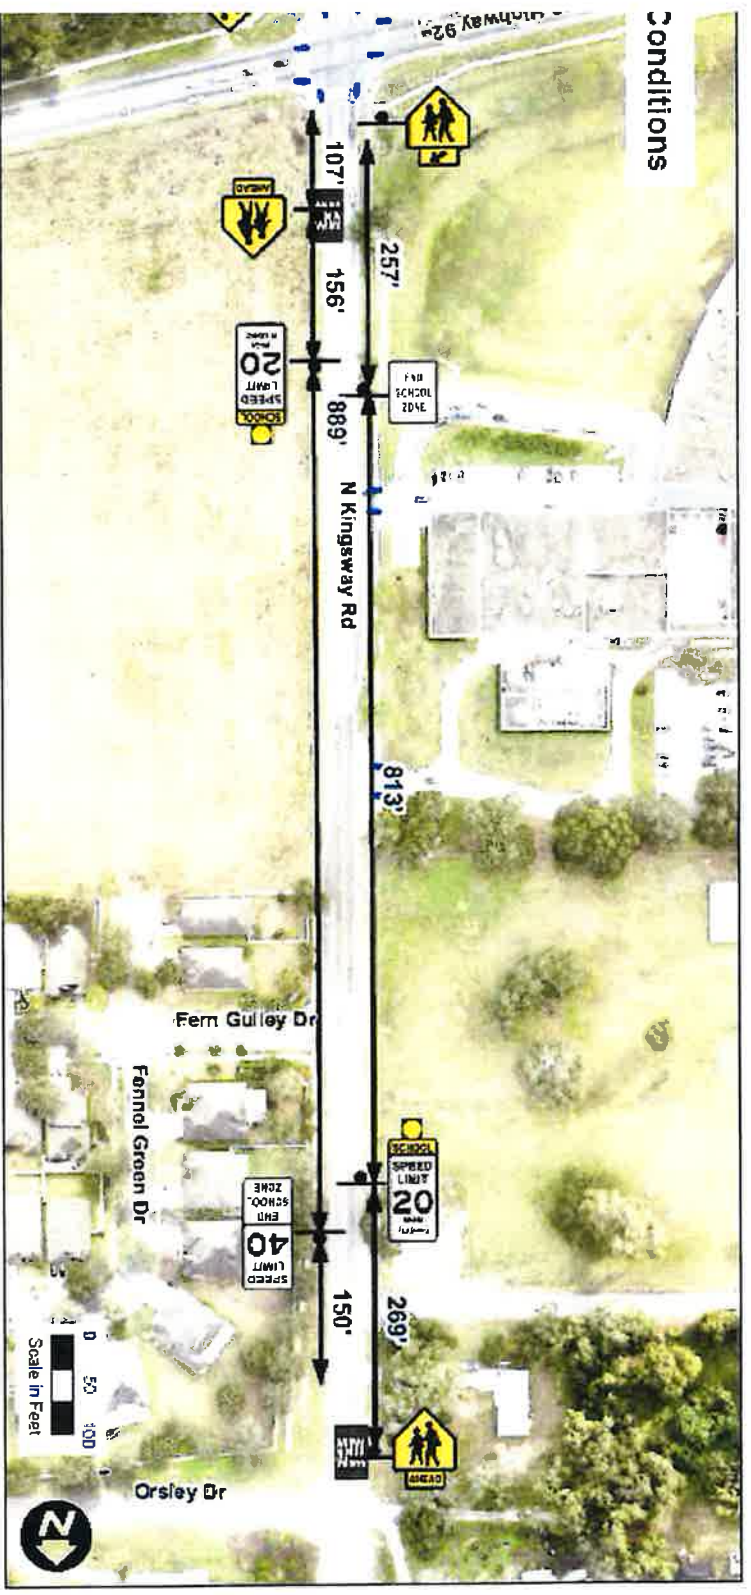 Conditions
Highway 92
107'
257'
AHEAD
156'
SCHOOL
SPEED
LIMIT
20
END
SCHOOL
ZONE
889'
N Kingsway Rd
813'
Fern Gulley Dr
Fennel Green Dr
SCHOOL
SPEED
LIMIT
20
END
SCHOOL
ZONE
SPEED
LIMIT
40
150'
269'
AHEAD
Orsley Dr
0 50 100
Scale in Feet
N